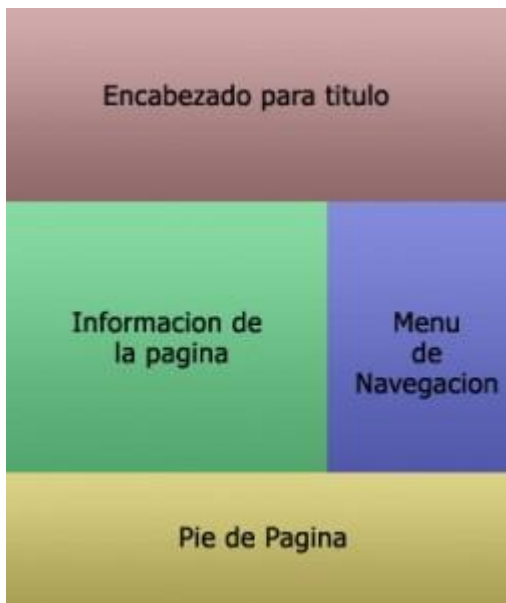 Encabezado para titulo
Informacion de
la pagina
Menu
de
Navegacion
Pie de Pagina